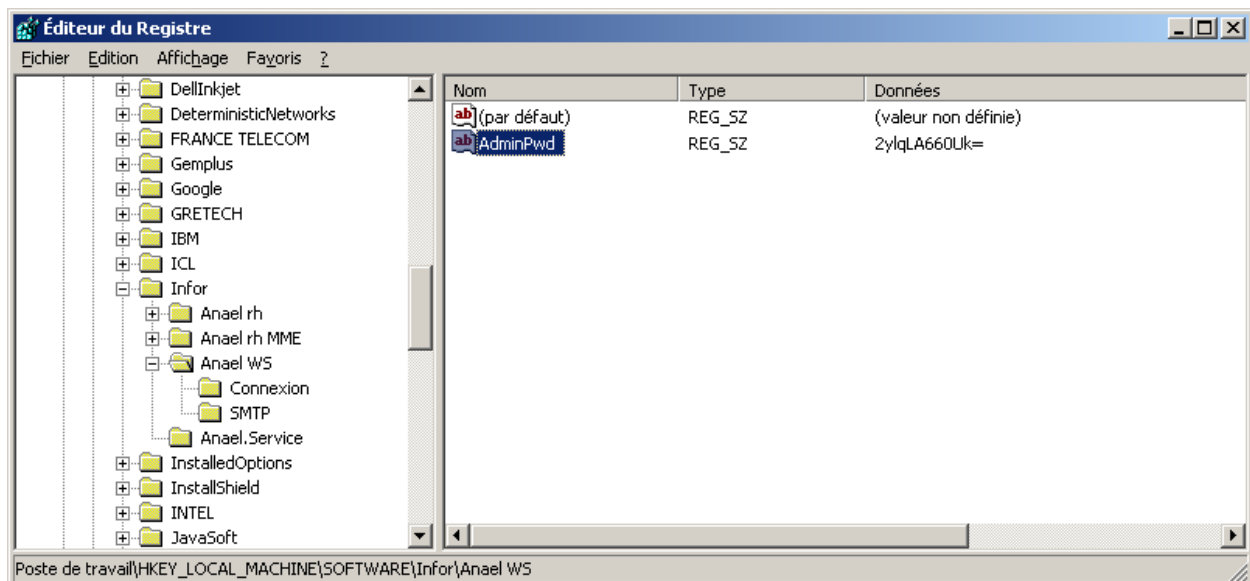 Éditeur du Registre
Fichier Edition Affichage Favoris ?
DellInkjet
DeterministicNetworks
FRANCE TELECOM
Gemplus
Google
GRETECH
IBM
ICL
Infor
Anael rh
Anael rh MME
Anael WS
Connexion
SMTP
Anael.Service
InstalledOptions
InstallShield
INTEL
JavaSoft
Nom Type Données
(par défaut) REG_SZ (valeur non définie)
AdminPwd REG_SZ 2ylqLA660Uk=
Poste de travail\HKEY_LOCAL_MACHINE\SOFTWARE\Infor\Anael WS